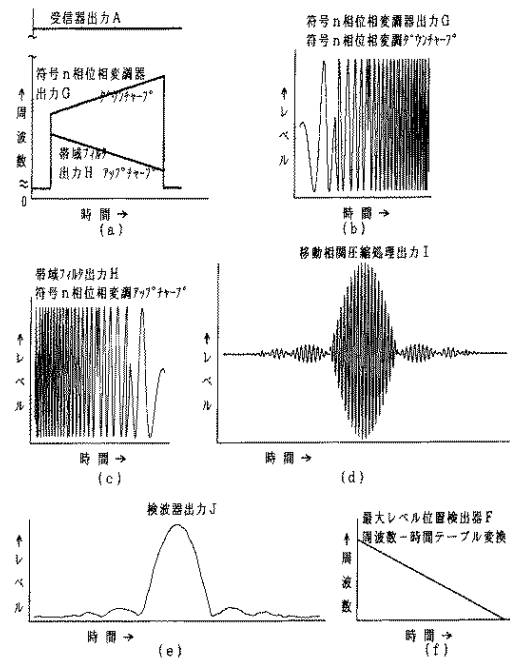 受信器出力A
符号n相位相変調器
出力G ﾀﾞｳﾝﾁｬｰﾌﾟ
帯域ﾌｨﾙﾀ
出力H ｱｯﾌﾟﾁｬｰﾌﾟ
↑周波数
≈
0
時間→
(a)
符号n相位相変調器出力G
符号n相位相変調ﾀﾞｳﾝﾁｬｰﾌﾟ
↑レベル
時間→
(b)
帯域ﾌｨﾙﾀ出力H
符号n相位相変調ｱｯﾌﾟﾁｬｰﾌﾟ
↑レベル
時間→
(c)
移動相関圧縮処理出力I
↑レベル
時間→
(d)
検波器出力J
↑レベル
時間→
(e)
最大レベル位置検出器F
周波数－時間テーブル変換
↑周波数
時間→
(f)